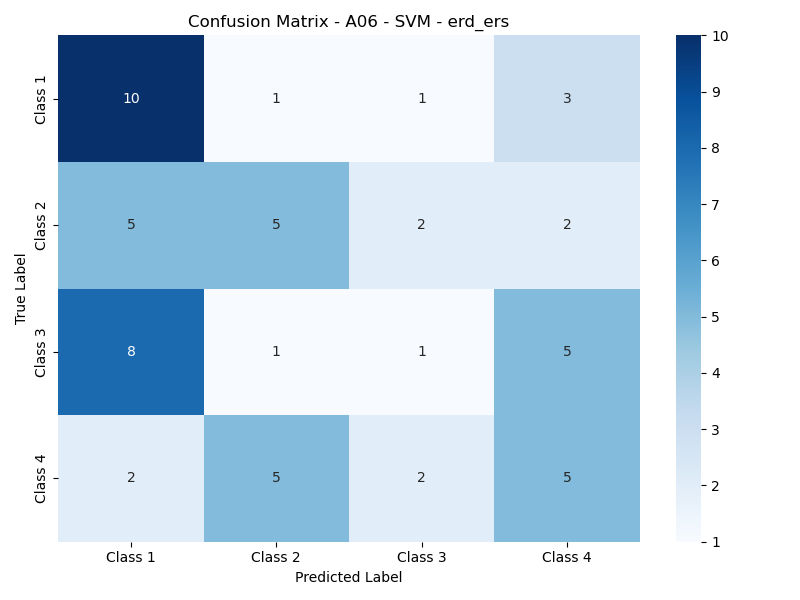 Confusion Matrix - A06 - SVM - erd_ers
True Label
Class 1
10 1 1 3
Class 2
5 5 2 2
Class 3
8 1 1 5
Class 4
2 5 2 5
Class 1 Class 2 Class 3 Class 4
Predicted Label
10
9
8
7
6
5
4
3
2
1